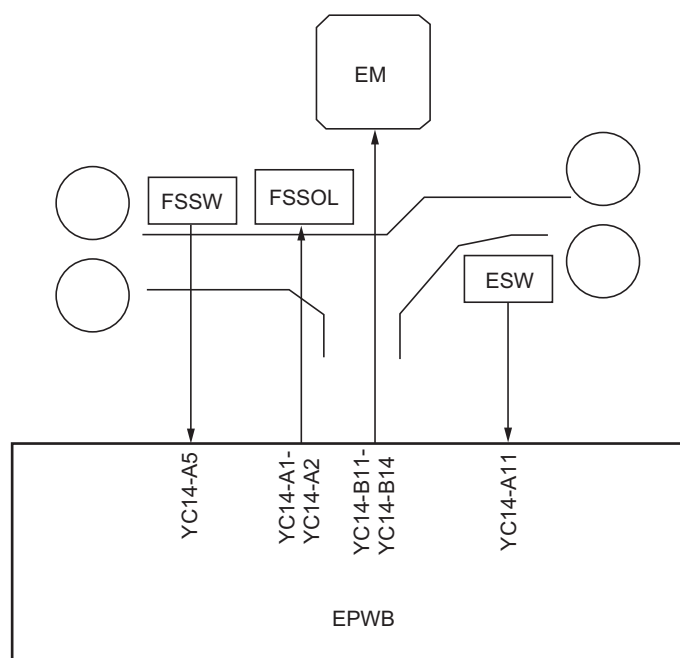 EM
FSSW
FSSOL
ESW
YC14-A5
YC14-A1-
YC14-A2
YC14-B11-
YC14-B14
YC14-A11
EPWB